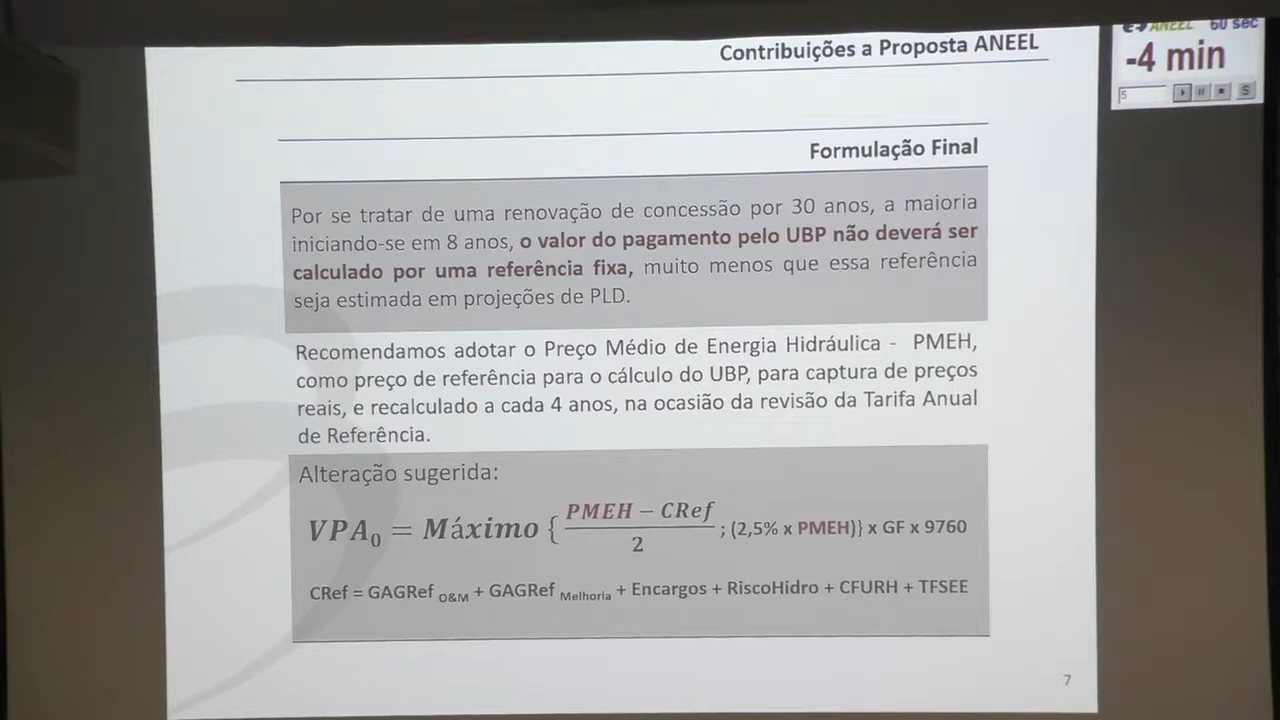 Contribuições a Proposta ANEEL
ANEEL 60 sec
-4 min
5
S
Formulação Final
Por se tratar de uma renovação de concessão por 30 anos, a maioria
iniciando-se em 8 anos, o valor do pagamento pelo UBP não deverá ser
calculado por uma referência fixa, muito menos que essa referência
seja estimada em projeções de PLD.
Recomendamos adotar o Preço Médio de Energia Hidráulica - PMEH,
como preço de referência para o cálculo do UBP, para captura de preços
reais, e recalculado a cada 4 anos, na ocasião da revisão da Tarifa Anual
de Referência.
Alteração sugerida:
VPA₀ = Máximo { PMEH − CRef / 2 ; (2,5% x PMEH)} x GF x 9760
CRef = GAGRef O&M + GAGRef Melhoria + Encargos + RiscoHidro + CFURH + TFSEE
7